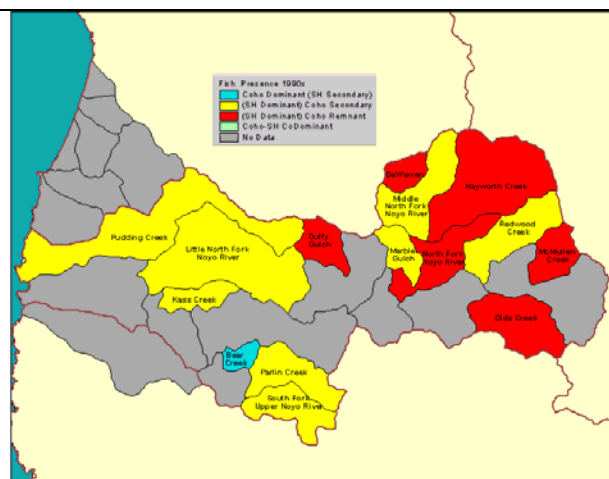 Fish Presence 1990s
Coho Dominant (SH Secondary)
(SH Dominant) Coho Secondary
(SH Dominant) Coho Remnant
Coho-SH CoDominant
No Data
DeWarren
Hayworth Creek
Middle
North Fork
Noyo River
Redwood
Creek
Pudding Creek
Duffy
Gulch
Little North Fork
Noyo River
Marble
Gulch
North Fork
Noyo River
McMullen
Creek
Kass Creek
Olds Creek
Bear
Creek
Parlin Creek
South Fork
Upper Noyo River